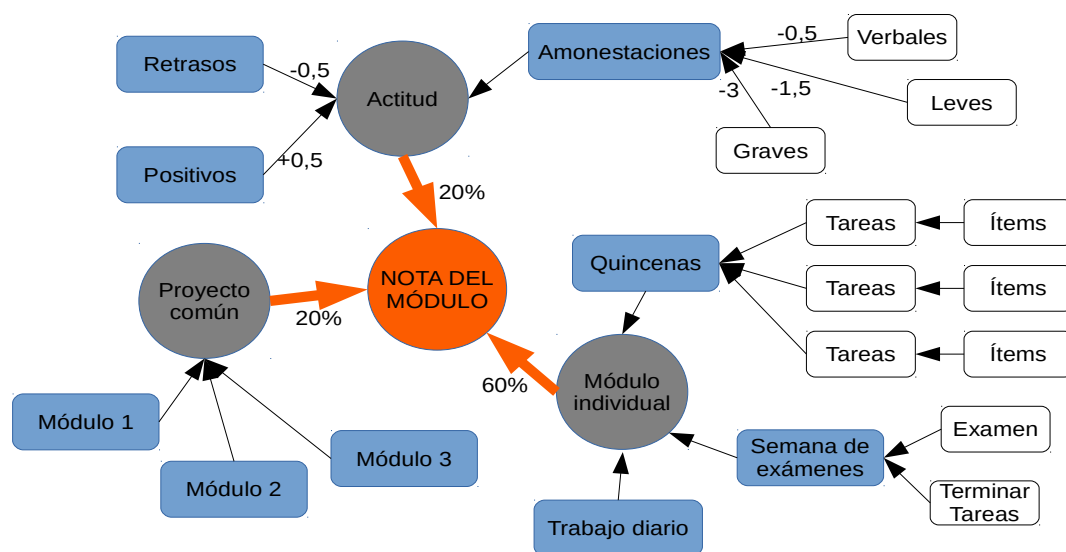 Retrasos
-0,5
Positivos
+0,5
Actitud
Amonestaciones
-0,5
Verbales
-1,5
Leves
-3
Graves
20%
Proyecto
común
20%
NOTA DEL
MÓDULO
Módulo 1
Módulo 2
Módulo 3
60%
Módulo
individual
Quincenas
Tareas
Ítems
Tareas
Ítems
Tareas
Ítems
Semana de
exámenes
Examen
Terminar
Tareas
Trabajo diario